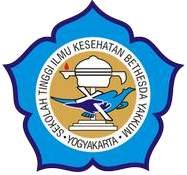 • SEKOLAH TINGGI ILMU KESEHATAN BETHESDA YAKKUM •
YOGYAKARTA